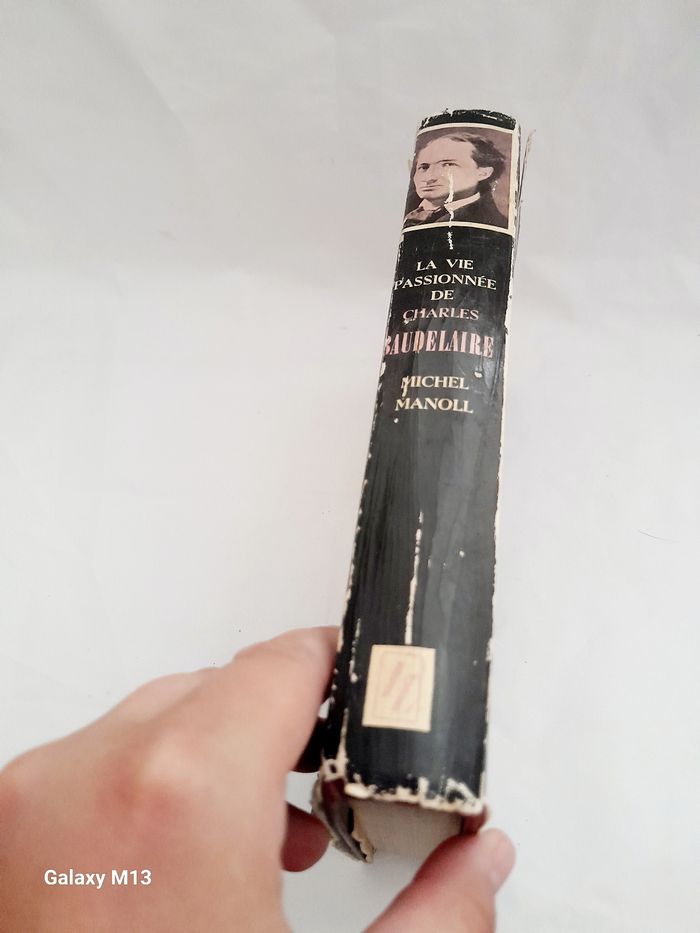 LA VIE
PASSIONNÉE
DE
CHARLES
BAUDELAIRE
MICHEL
MANOLL
Galaxy M13